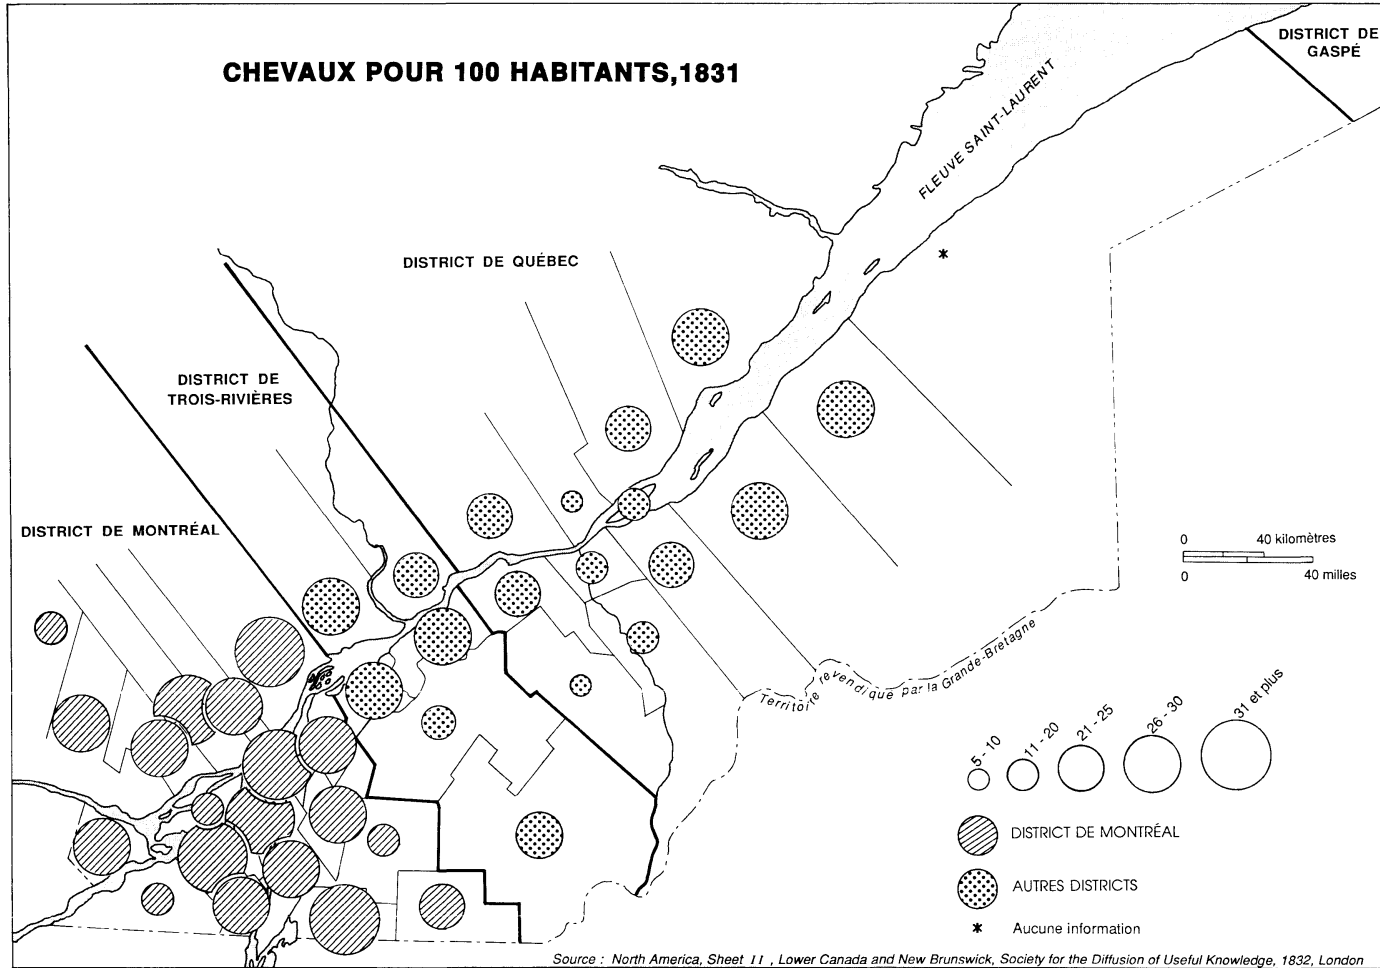 CHEVAUX POUR 100 HABITANTS,1831
DISTRICT DE
GASPÉ
FLEUVE SAINT-LAURENT
*
DISTRICT DE QUÉBEC
DISTRICT DE
TROIS-RIVIÈRES
DISTRICT DE MONTRÉAL
0 40 kilomètres
0 40 milles
Territoire revendiqué par la Grande-Bretagne
5 - 10
11 - 20
21 - 25
26 - 30
31 et plus
DISTRICT DE MONTRÉAL
AUTRES DISTRICTS
* Aucune information
Source : North America, Sheet II , Lower Canada and New Brunswick, Society for the Diffusion of Useful Knowledge, 1832, London